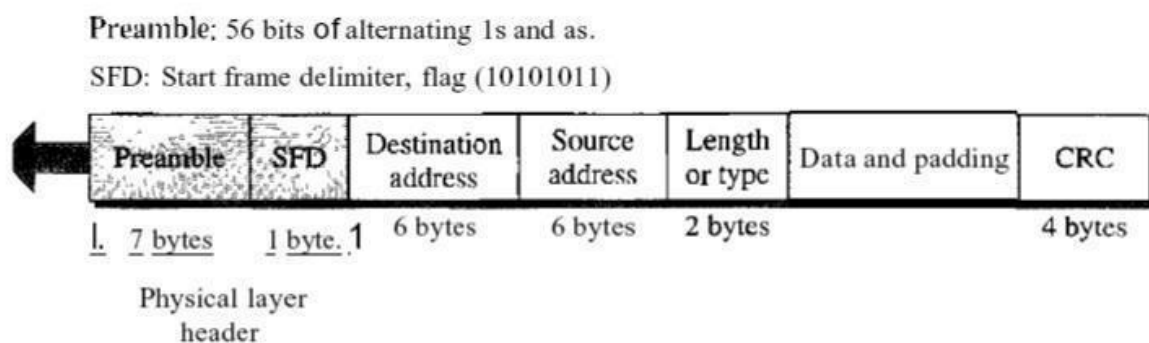 Preamble: 56 bits of alternating 1s and as.
SFD: Start frame delimiter, flag (10101011)
Preamble SFD Destination address Source address Length or type Data and padding CRC
l. 7 bytes 1 byte. 1 6 bytes 6 bytes 2 bytes 4 bytes
Physical layer
header